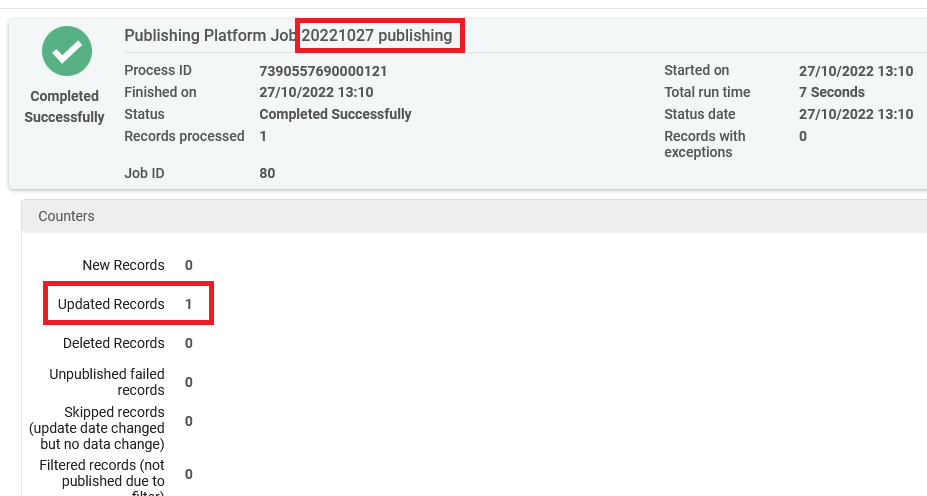 Publishing Platform Job 20221027 publishing
Completed Successfully
Process ID 7390557690000121 Started on 27/10/2022 13:10
Finished on 27/10/2022 13:10 Total run time 7 Seconds
Status Completed Successfully Status date 27/10/2022 13:10
Records processed 1 Records with exceptions 0
Job ID 80
Counters
New Records 0
Updated Records 1
Deleted Records 0
Unpublished failed
records 0
Skipped records
(update date changed 0
but no data change)
Filtered records (not
published due to 0
filter)